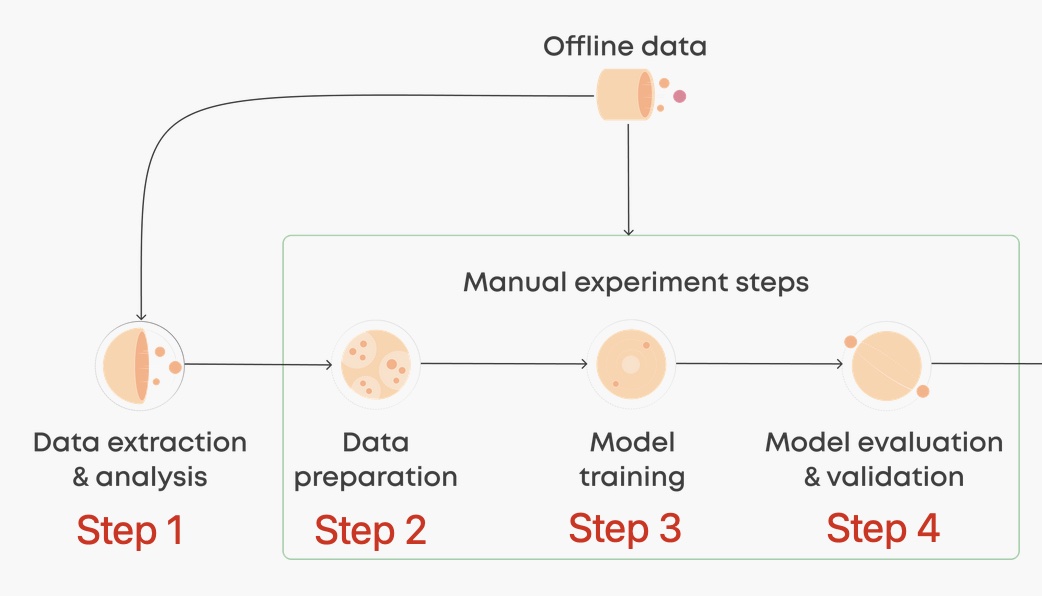 Offline data
Manual experiment steps
Data extraction
& analysis
Step 1
Data
preparation
Step 2
Model
training
Step 3
Model evaluation
& validation
Step 4